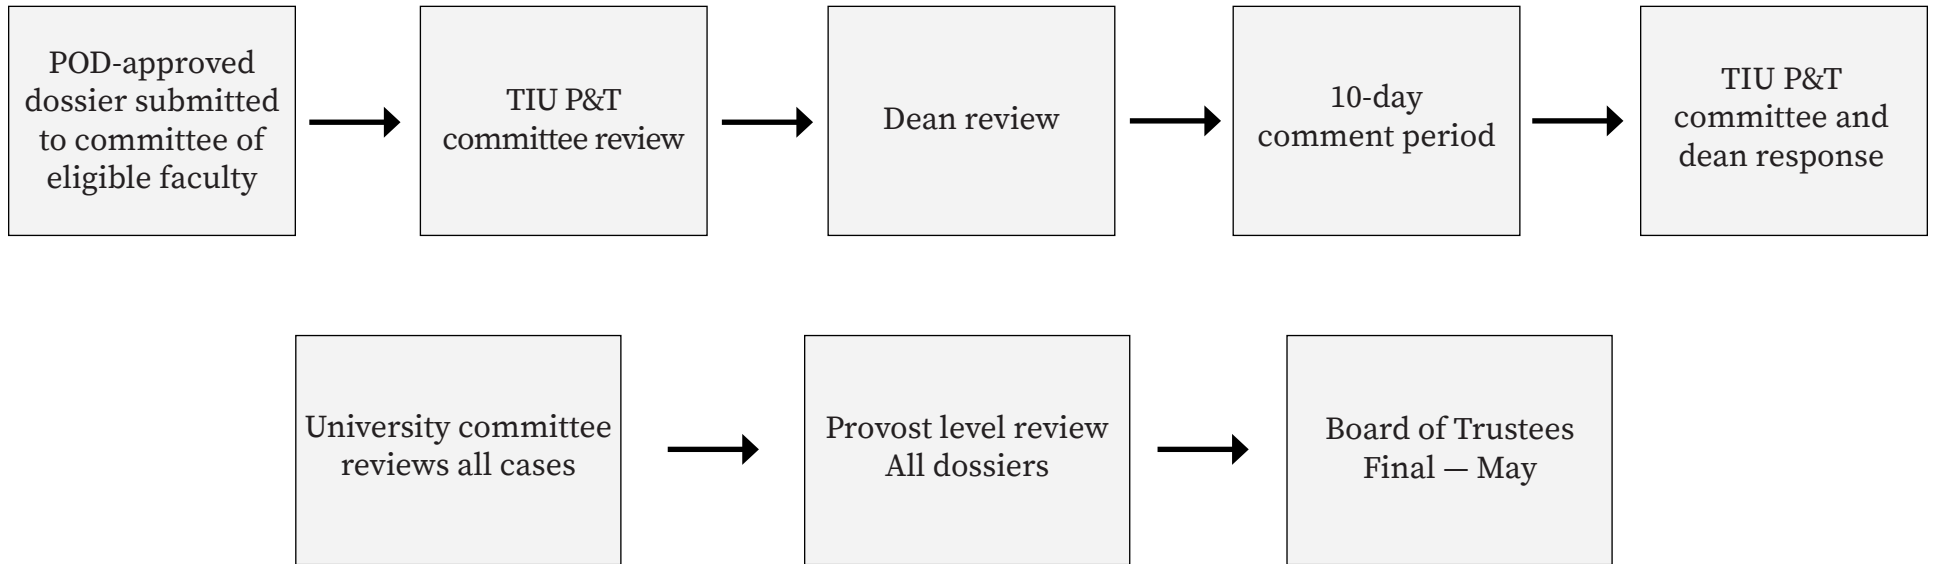 POD-approved
dossier submitted
to committee of
eligible faculty
TIU P&T
committee review
Dean review
10-day
comment period
TIU P&T
committee and
dean response
University committee
reviews all cases
Provost level review
All dossiers
Board of Trustees
Final — May